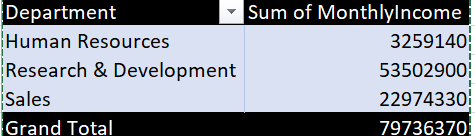 Department Sum of MonthlyIncome
Human Resources 3259140
Research & Development 53502900
Sales 22974330
Grand Total 79736370